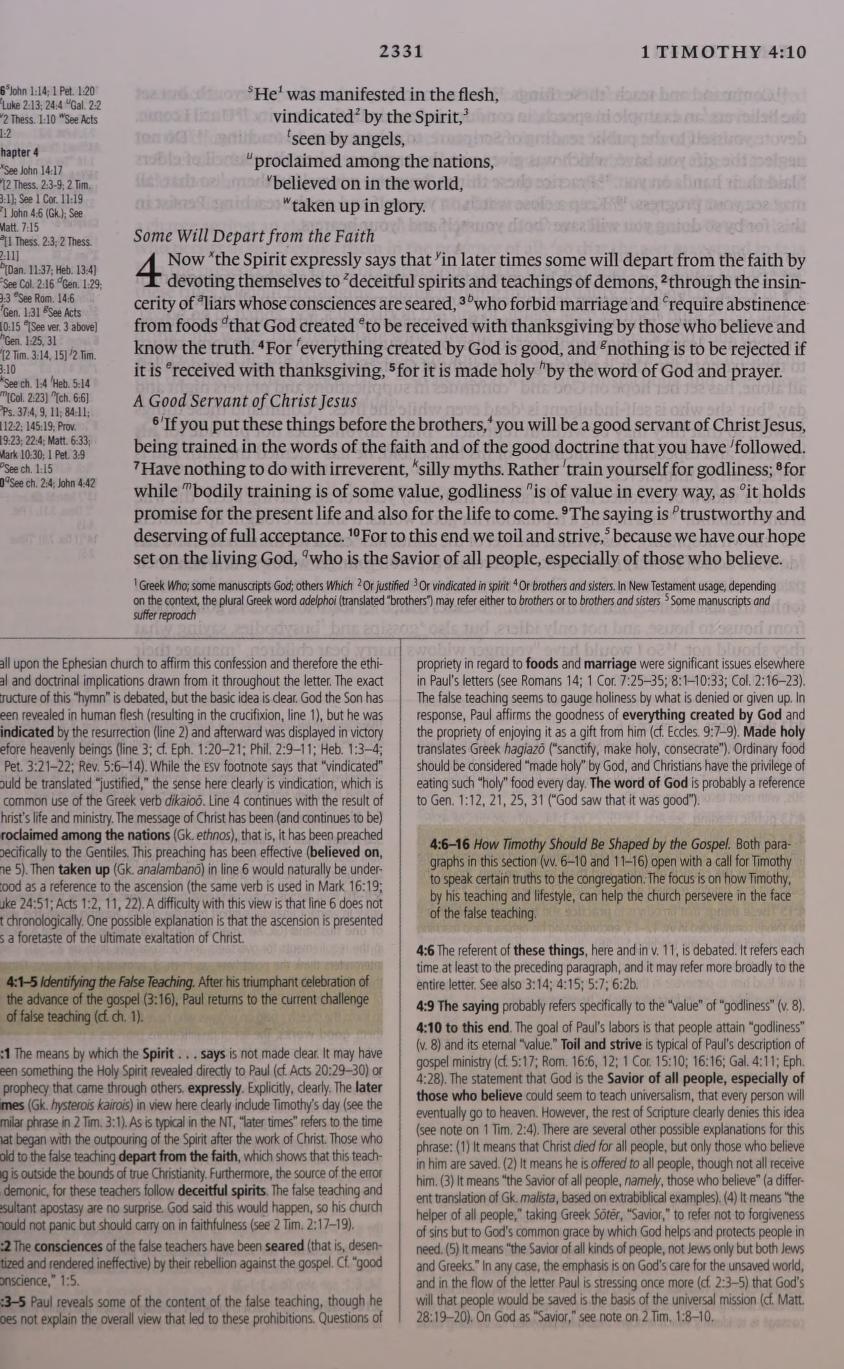 2331
1 TIMOTHY 4:10
6 ˢJohn 1:14; 1 Pet. 1:20
ᵗLuke 2:13; 24:4 ᵘGal. 2:2
ᵛ2 Thess. 1:10 ʷSee Acts
1:2
hapter 4
ˣSee John 14:17
ʸ[2 Thess. 2:3-9; 2 Tim.
3:1]; See 1 Cor. 11:19
ᶻ1 John 4:6 (Gk.); See
Matt. 7:15
ᵃ[1 Thess. 2:3; 2 Thess.
2:11]
ᵇ[Dan. 11:37; Heb. 13:4]
ᶜSee Col. 2:16 ᵈGen. 1:29;
9:3 ᵉSee Rom. 14:6
ᶠGen. 1:31 ᵍSee Acts
10:15 ᵉ[See ver. 3 above]
ʰGen. 1:25, 31
ⁱ[2 Tim. 3:14, 15] ʲ2 Tim.
3:10
ᵏSee ch. 1:4 ˡHeb. 5:14
ᵐ[Col. 2:23] ⁿ[ch. 6:6]
ᵒPs. 37:4, 9, 11; 84:11;
112:2; 145:19; Prov.
19:23; 22:4; Matt. 6:33;
Mark 10:30; 1 Pet. 3:9
ᵖSee ch. 1:15
0 ᑫSee ch. 2:4; John 4:42
ˢHe¹ was manifested in the flesh,
vindicated² by the Spirit,³
ᵗseen by angels,
ᵘproclaimed among the nations,
ᵛbelieved on in the world,
ʷtaken up in glory.
Some Will Depart from the Faith
4 Now ˣthe Spirit expressly says that ʸin later times some will depart from the faith by
devoting themselves to ᶻdeceitful spirits and teachings of demons, ²through the insin-
cerity of ᵃliars whose consciences are seared, ³ᵇwho forbid marriage and ᶜrequire abstinence
from foods ᵈthat God created ᵉto be received with thanksgiving by those who believe and
know the truth. ⁴For ᶠeverything created by God is good, and ᵍnothing is to be rejected if
it is ᵉreceived with thanksgiving, ⁵for it is made holy ʰby the word of God and prayer.
A Good Servant of Christ Jesus
⁶ⁱIf you put these things before the brothers,⁴ you will be a good servant of Christ Jesus,
being trained in the words of the faith and of the good doctrine that you have ʲfollowed.
⁷Have nothing to do with irreverent, ᵏsilly myths. Rather ˡtrain yourself for godliness; ⁸for
while ᵐbodily training is of some value, godliness ⁿis of value in every way, as ᵒit holds
promise for the present life and also for the life to come. ⁹The saying is ᵖtrustworthy and
deserving of full acceptance. ¹⁰For to this end we toil and strive,⁵ because we have our hope
set on the living God, ᑫwho is the Savior of all people, especially of those who believe.
¹Greek Who; some manuscripts God; others Which ²Or justified ³Or vindicated in spirit ⁴Or brothers and sisters. In New Testament usage, depending
on the context, the plural Greek word adelphoi (translated "brothers") may refer either to brothers or to brothers and sisters ⁵Some manuscripts and
suffer reproach
all upon the Ephesian church to affirm this confession and therefore the ethi-
al and doctrinal implications drawn from it throughout the letter. The exact
tructure of this "hymn" is debated, but the basic idea is clear. God the Son has
een revealed in human flesh (resulting in the crucifixion, line 1), but he was
indicated by the resurrection (line 2) and afterward was displayed in victory
efore heavenly beings (line 3; cf. Eph. 1:20–21; Phil. 2:9–11; Heb. 1:3–4;
Pet. 3:21–22; Rev. 5:6–14). While the ESV footnote says that "vindicated"
ould be translated "justified," the sense here clearly is vindication, which is
common use of the Greek verb dikaioō. Line 4 continues with the result of
hrist's life and ministry. The message of Christ has been (and continues to be)
roclaimed among the nations (Gk. ethnos), that is, it has been preached
pecifically to the Gentiles. This preaching has been effective (believed on,
ne 5). Then taken up (Gk. analambanō) in line 6 would naturally be under-
tood as a reference to the ascension (the same verb is used in Mark 16:19;
uke 24:51; Acts 1:2, 11, 22). A difficulty with this view is that line 6 does not
t chronologically. One possible explanation is that the ascension is presented
s a foretaste of the ultimate exaltation of Christ.
4:1–5 Identifying the False Teaching. After his triumphant celebration of
the advance of the gospel (3:16), Paul returns to the current challenge
of false teaching (cf. ch. 1).
:1 The means by which the Spirit . . . says is not made clear. It may have
een something the Holy Spirit revealed directly to Paul (cf. Acts 20:29–30) or
prophecy that came through others. expressly. Explicitly, clearly. The later
imes (Gk. hysterois kairois) in view here clearly include Timothy's day (see the
milar phrase in 2 Tim. 3:1). As is typical in the NT, "later times" refers to the time
at began with the outpouring of the Spirit after the work of Christ. Those who
old to the false teaching depart from the faith, which shows that this teach-
g is outside the bounds of true Christianity. Furthermore, the source of the error
demonic, for these teachers follow deceitful spirits. The false teaching and
esultant apostasy are no surprise. God said this would happen, so his church
hould not panic but should carry on in faithfulness (see 2 Tim. 2:17–19).
:2 The consciences of the false teachers have been seared (that is, desen-
tized and rendered ineffective) by their rebellion against the gospel. Cf. "good
onscience," 1:5.
:3–5 Paul reveals some of the content of the false teaching, though he
oes not explain the overall view that led to these prohibitions. Questions of
propriety in regard to foods and marriage were significant issues elsewhere
in Paul's letters (see Romans 14; 1 Cor. 7:25–35; 8:1–10:33; Col. 2:16–23).
The false teaching seems to gauge holiness by what is denied or given up. In
response, Paul affirms the goodness of everything created by God and
the propriety of enjoying it as a gift from him (cf. Eccles. 9:7–9). Made holy
translates Greek hagiazō ("sanctify, make holy, consecrate"). Ordinary food
should be considered "made holy" by God, and Christians have the privilege of
eating such "holy" food every day. The word of God is probably a reference
to Gen. 1:12, 21, 25, 31 ("God saw that it was good").
4:6–16 How Timothy Should Be Shaped by the Gospel. Both para-
graphs in this section (vv. 6–10 and 11–16) open with a call for Timothy
to speak certain truths to the congregation. The focus is on how Timothy,
by his teaching and lifestyle, can help the church persevere in the face
of the false teaching.
4:6 The referent of these things, here and in v. 11, is debated. It refers each
time at least to the preceding paragraph, and it may refer more broadly to the
entire letter. See also 3:14; 4:15; 5:7; 6:2b.
4:9 The saying probably refers specifically to the "value" of "godliness" (v. 8).
4:10 to this end. The goal of Paul's labors is that people attain "godliness"
(v. 8) and its eternal "value." Toil and strive is typical of Paul's description of
gospel ministry (cf. 5:17; Rom. 16:6, 12; 1 Cor. 15:10; 16:16; Gal. 4:11; Eph.
4:28). The statement that God is the Savior of all people, especially of
those who believe could seem to teach universalism, that every person will
eventually go to heaven. However, the rest of Scripture clearly denies this idea
(see note on 1 Tim. 2:4). There are several other possible explanations for this
phrase: (1) It means that Christ died for all people, but only those who believe
in him are saved. (2) It means he is offered to all people, though not all receive
him. (3) It means "the Savior of all people, namely, those who believe" (a differ-
ent translation of Gk. malista, based on extrabiblical examples). (4) It means "the
helper of all people," taking Greek Sōtēr, "Savior," to refer not to forgiveness
of sins but to God's common grace by which God helps and protects people in
need. (5) It means "the Savior of all kinds of people, not Jews only but both Jews
and Greeks." In any case, the emphasis is on God's care for the unsaved world,
and in the flow of the letter Paul is stressing once more (cf. 2:3–5) that God's
will that people would be saved is the basis of the universal mission (cf. Matt.
28:19–20). On God as "Savior," see note on 2 Tim. 1:8–10.